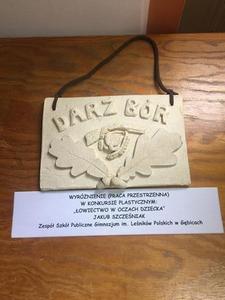 DARZ BÓR
WYRÓŻNIENIE (PRACA PRZESTRZENNA)
W KONKURSIE PLASTYCZNYM:
„ŁOWIECTWO W OCZACH DZIECKA"
JAKUB SZCZEŚNIAK
Zespół Szkół Publiczne Gimnazjum im. Leśników Polskich w Gębicach